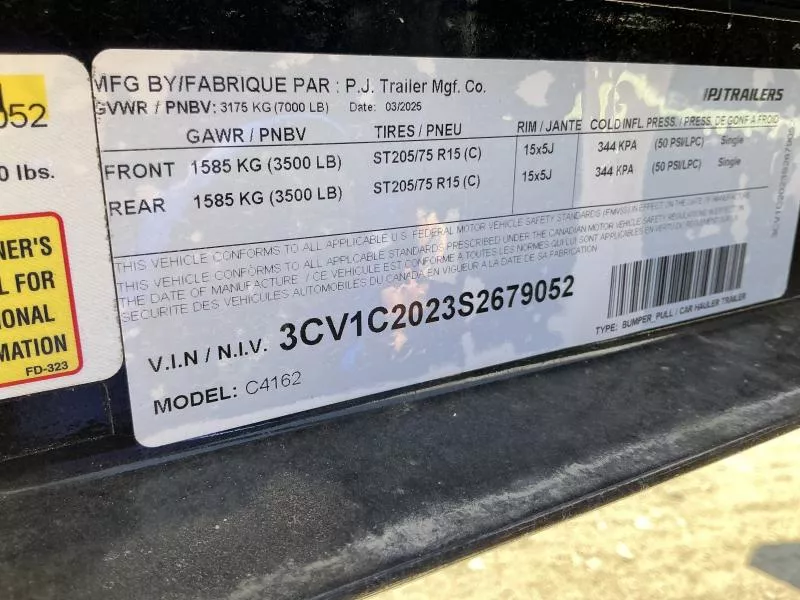 052
0 lbs.
NER'S
L FOR
IONAL
MATION
FD-323
MFG BY/FABRIQUE PAR : P.J. Trailer Mfg. Co.
PJTRAILERS
GVWR / PNBV: 3175 KG (7000 LB) Date: 03/2025
GAWR / PNBV TIRES / PNEU RIM / JANTE COLD INFL. PRESS. / PRESS. DE GONF A FROID
FRONT 1585 KG (3500 LB) ST205/75 R15 (C) 15x5J 344 KPA (50 PSI/LPC) Single
REAR 1585 KG (3500 LB) ST205/75 R15 (C) 15x5J 344 KPA (50 PSI/LPC) Single
THIS VEHICLE CONFORMS TO ALL APPLICABLE U.S. FEDERAL MOTOR VEHICLE SAFETY STANDARDS (FMVSS) IN EFFECT ON THE DATE OF MANUFACTURE
THIS VEHICLE CONFORMS TO ALL APPLICABLE STANDARDS PRESCRIBED UNDER THE CANADIAN MOTOR VEHICLE SAFETY REGULATIONS IN EFFECT ON
THE DATE OF MANUFACTURE / CE VEHICULE EST CONFORME A TOUTES LES NORMES QUI LUI SONT APPLICABLES EN VERTU DU REGLEMENT SUR LA
SECURITE DES VEHICULES AUTOMOBILES DU CANADA EN VIGUEUR A LA DATE DE SA FABRICATION
V.I.N / N.I.V. 3CV1C2023S2679052
TYPE: BUMPER_PULL / CAR HAULER TRAILER
MODEL: C4162
3CV1C2023S2679052